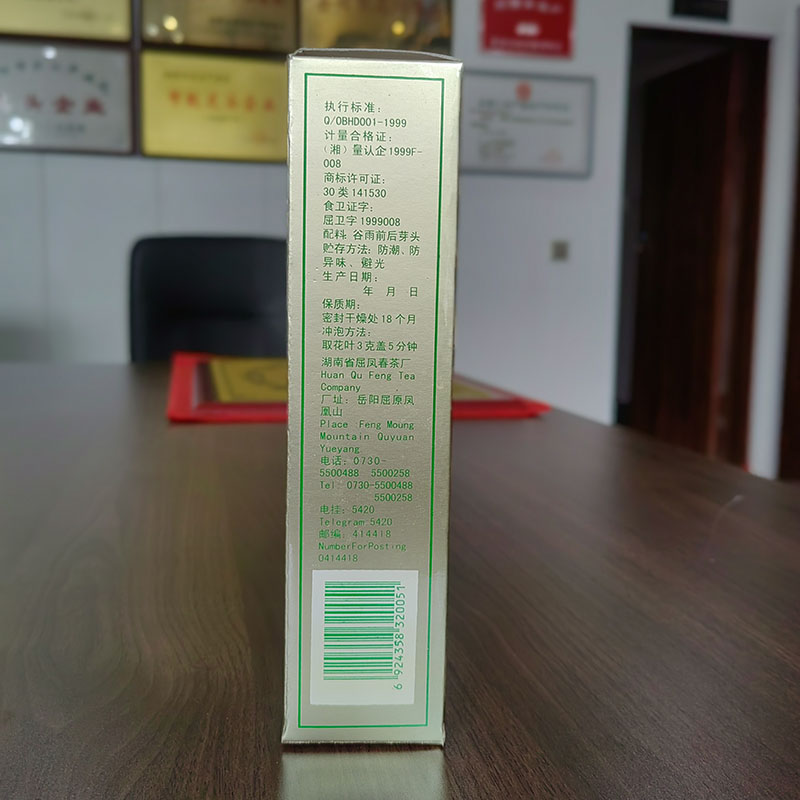 执行标准:
Q/OBHD001-1999
计量合格证:
(湘)量认企1999F-
008
商标许可证:
30类141530
食卫证字:
屈卫字1999008
配料:谷雨前后芽头
贮存方法:防潮、防
异味、避光
生产日期:
年 月 日
保质期:
密封干燥处18个月
冲泡方法:
取花叶3克盖5分钟
湖南省屈凤春茶厂
Huan Qu Feng Tea
Company
厂址:岳阳屈原凤
凰山
Place Feng Moung
Mountain Quyuan
Yueyang
电话:0730-
5500488 5500258
Tel: 0730-5500488
5500258
电挂:5420
Telegram 5420
邮编:414418
NumberForPosting
0414418
6 924358 320051